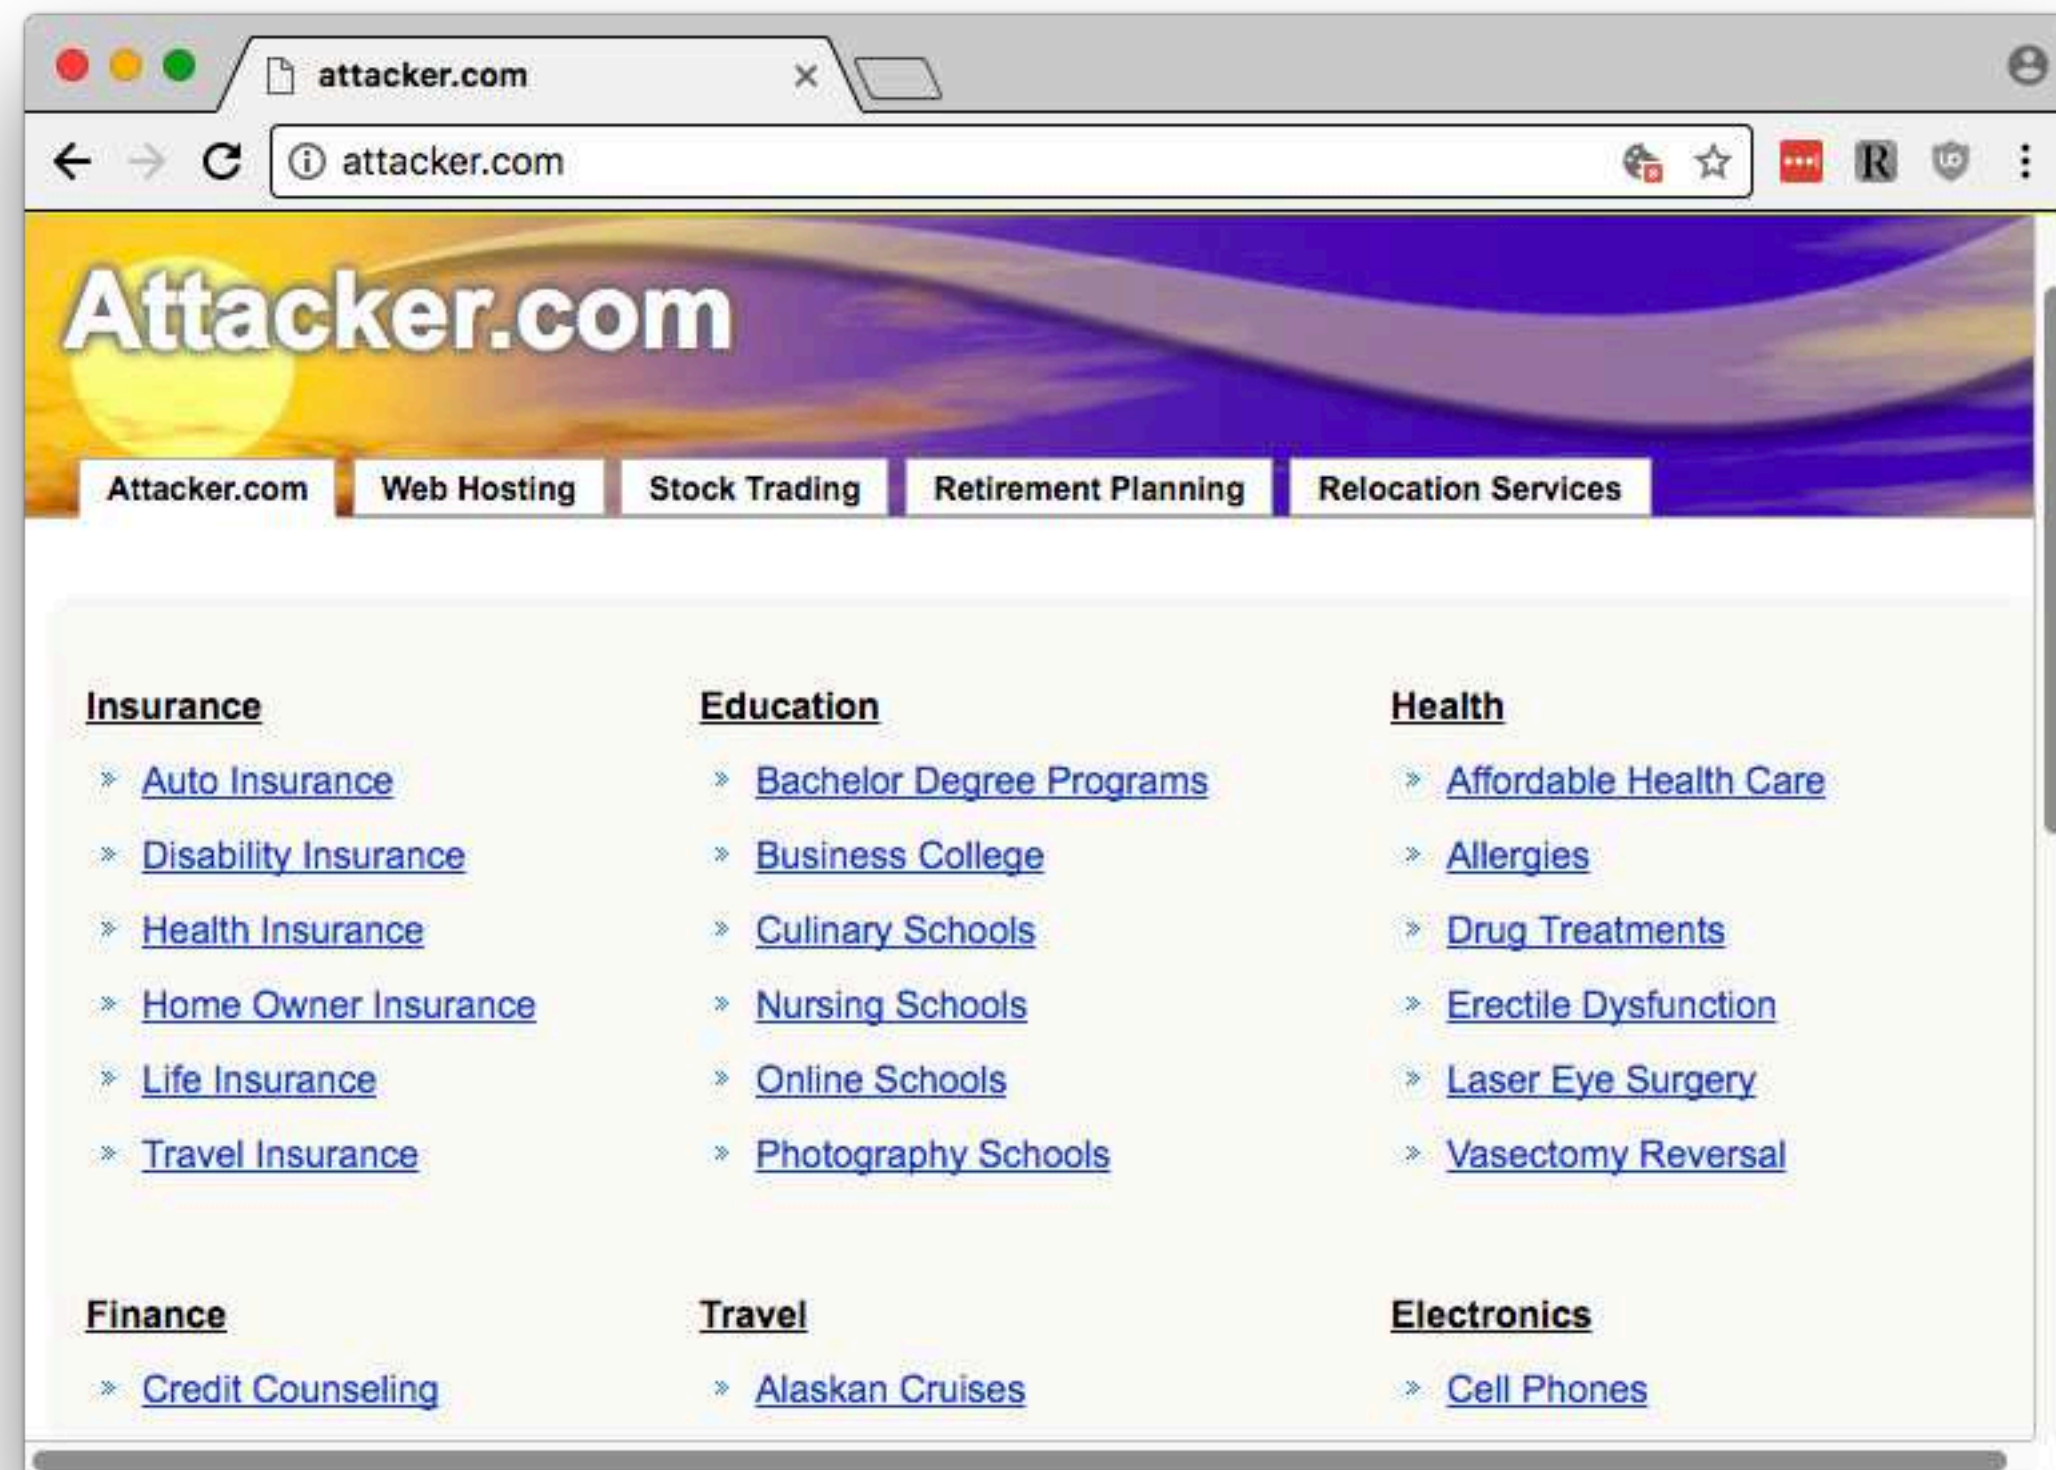 attacker.com
attacker.com
Attacker.com
Attacker.com Web Hosting Stock Trading Retirement Planning Relocation Services
Insurance
» Auto Insurance
» Disability Insurance
» Health Insurance
» Home Owner Insurance
» Life Insurance
» Travel Insurance
Education
» Bachelor Degree Programs
» Business College
» Culinary Schools
» Nursing Schools
» Online Schools
» Photography Schools
Health
» Affordable Health Care
» Allergies
» Drug Treatments
» Erectile Dysfunction
» Laser Eye Surgery
» Vasectomy Reversal
Finance
» Credit Counseling
Travel
» Alaskan Cruises
Electronics
» Cell Phones